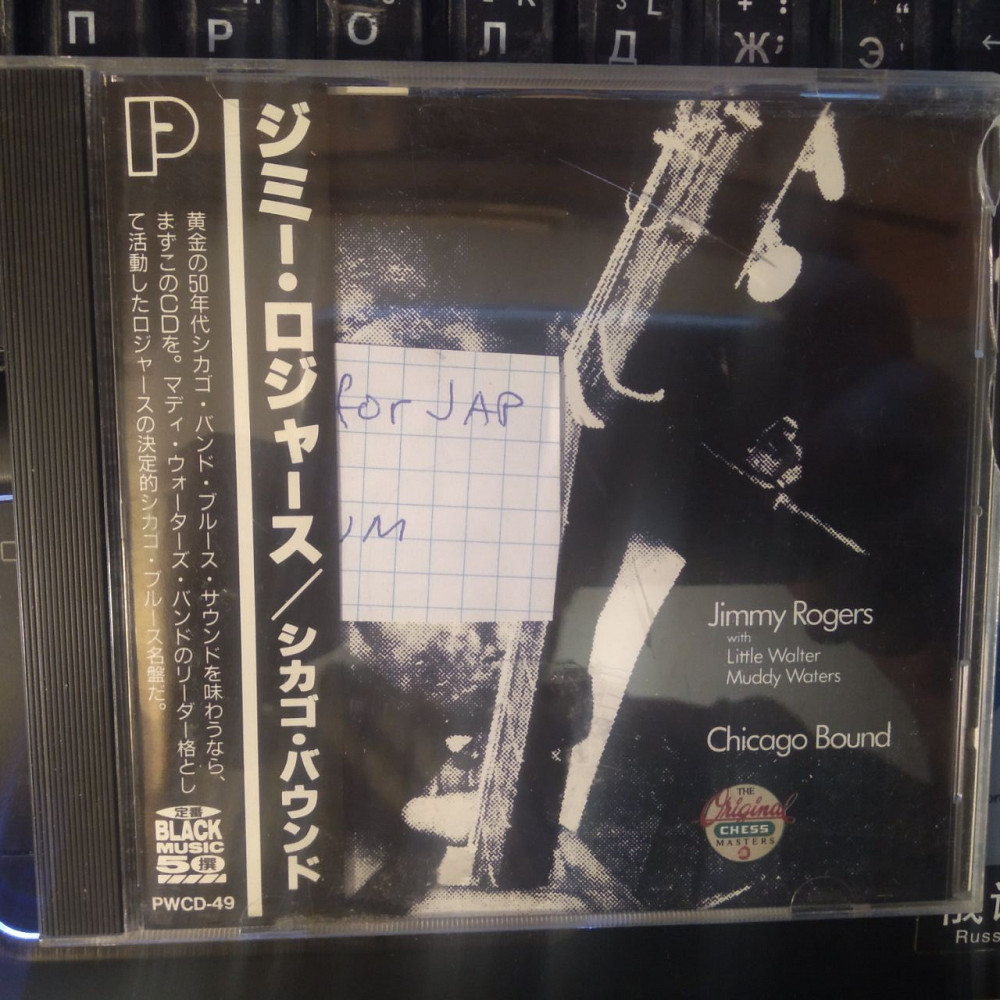 П Р О Л Д Ж ; Э '
ジミー・ロジャース／シカゴ・バウンド
黄金の50年代シカゴ・バンド・ブルース・サウンドを味わうなら、
まずこのCDを。マディ・ウォーターズ・バンドのリーダー格とし
て活動したロジャースの決定的シカゴ・ブルース名盤だ。
定番
BLACK
MUSIC
50撰
PWCD-49
for JAP
UM
Jimmy Rogers
with
Little Walter
Muddy Waters
Chicago Bound
THE
Original
CHESS
MASTERS
Russ